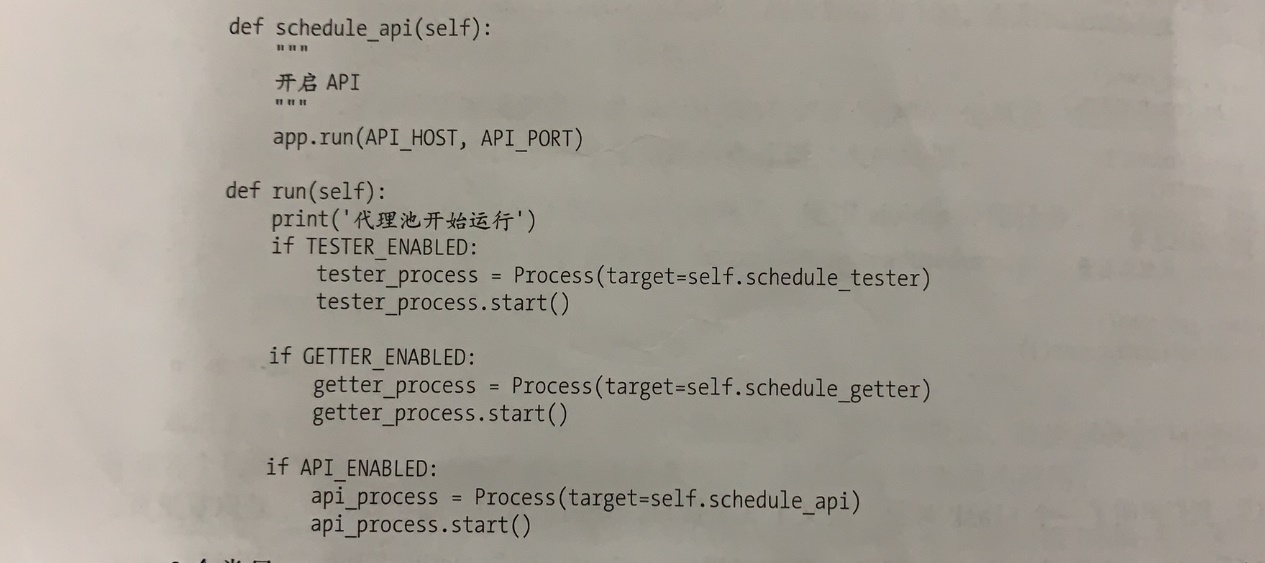 def schedule_api(self):
"""
开启 API
"""
app.run(API_HOST, API_PORT)
def run(self):
print('代理池开始运行')
if TESTER_ENABLED:
tester_process = Process(target=self.schedule_tester)
tester_process.start()
if GETTER_ENABLED:
getter_process = Process(target=self.schedule_getter)
getter_process.start()
if API_ENABLED:
api_process = Process(target=self.schedule_api)
api_process.start()